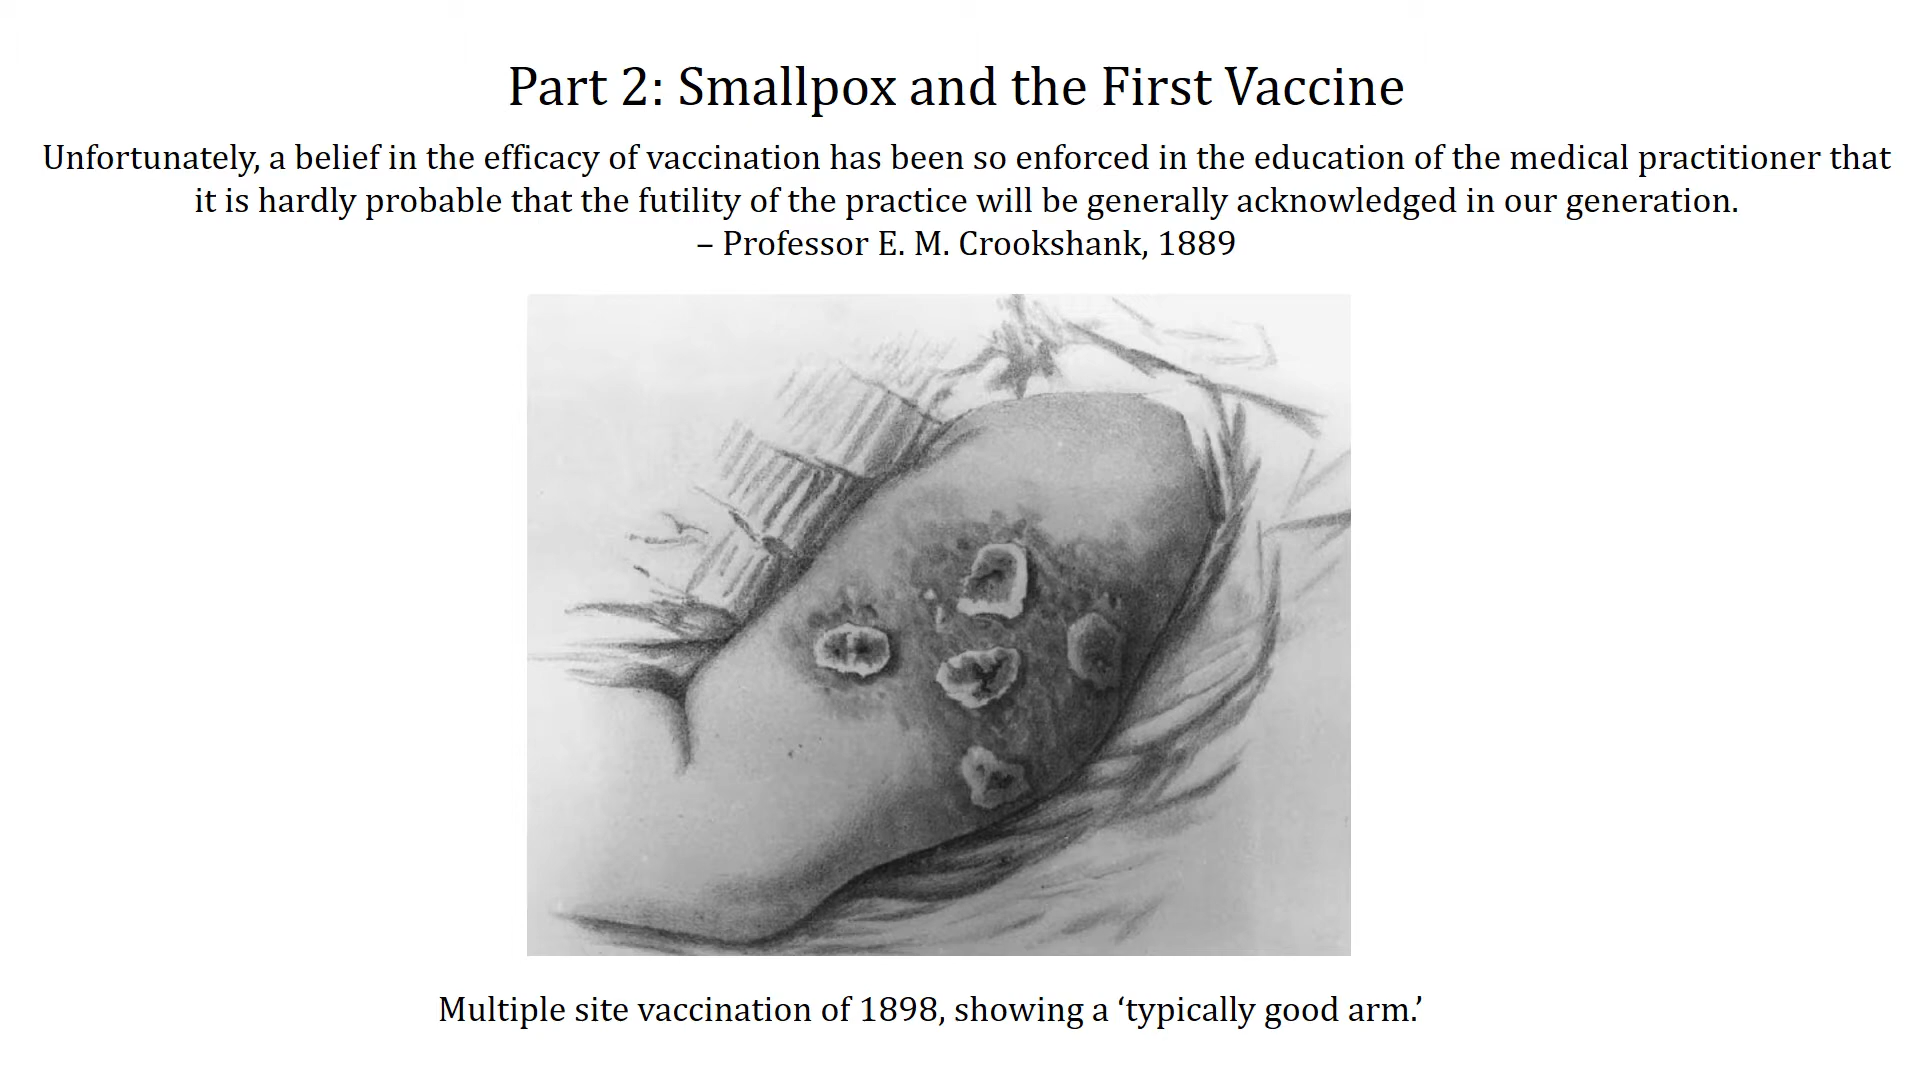 Part 2: Smallpox and the First Vaccine
Unfortunately, a belief in the efficacy of vaccination has been so enforced in the education of the medical practitioner that
it is hardly probable that the futility of the practice will be generally acknowledged in our generation.
– Professor E. M. Crookshank, 1889
Multiple site vaccination of 1898, showing a ‘typically good arm.’